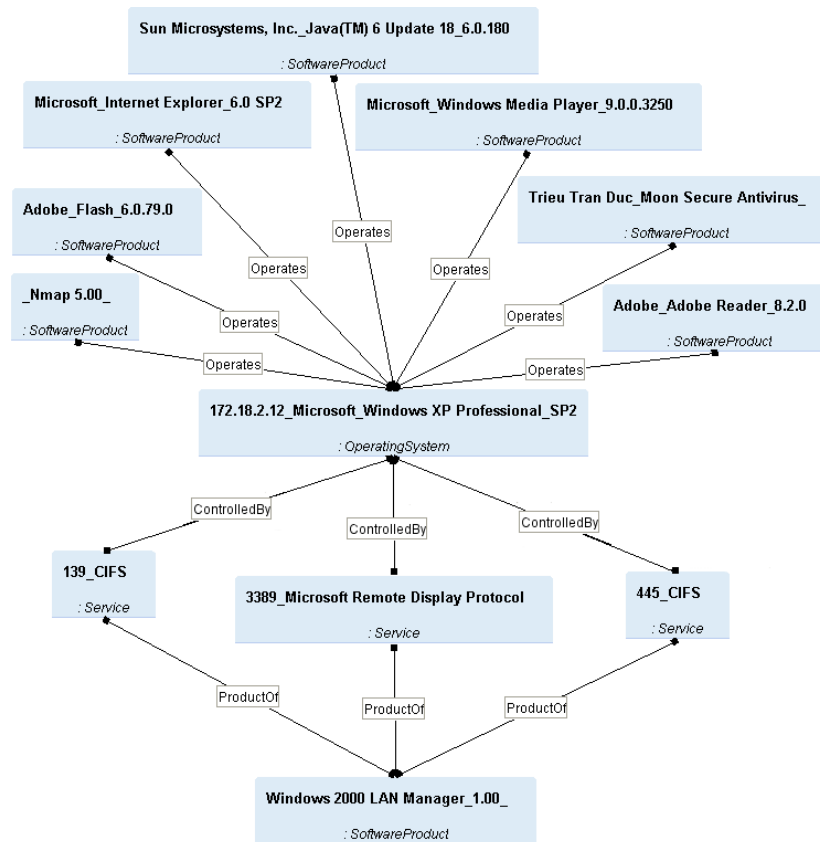 Sun Microsystems, Inc._Java(TM) 6 Update 18_6.0.180
: SoftwareProduct
Microsoft_Internet Explorer_6.0 SP2
: SoftwareProduct
Microsoft_Windows Media Player_9.0.0.3250
: SoftwareProduct
Adobe_Flash_6.0.79.0
: SoftwareProduct
Trieu Tran Duc_Moon Secure Antivirus_
: SoftwareProduct
_Nmap 5.00_
: SoftwareProduct
Adobe_Adobe Reader_8.2.0
: SoftwareProduct
Operates
Operates
Operates
Operates
Operates
Operates
Operates
172.18.2.12_Microsoft_Windows XP Professional_SP2
: OperatingSystem
ControlledBy
ControlledBy
ControlledBy
139_CIFS
: Service
3389_Microsoft Remote Display Protocol
: Service
445_CIFS
: Service
ProductOf
ProductOf
ProductOf
Windows 2000 LAN Manager_1.00_
: SoftwareProduct